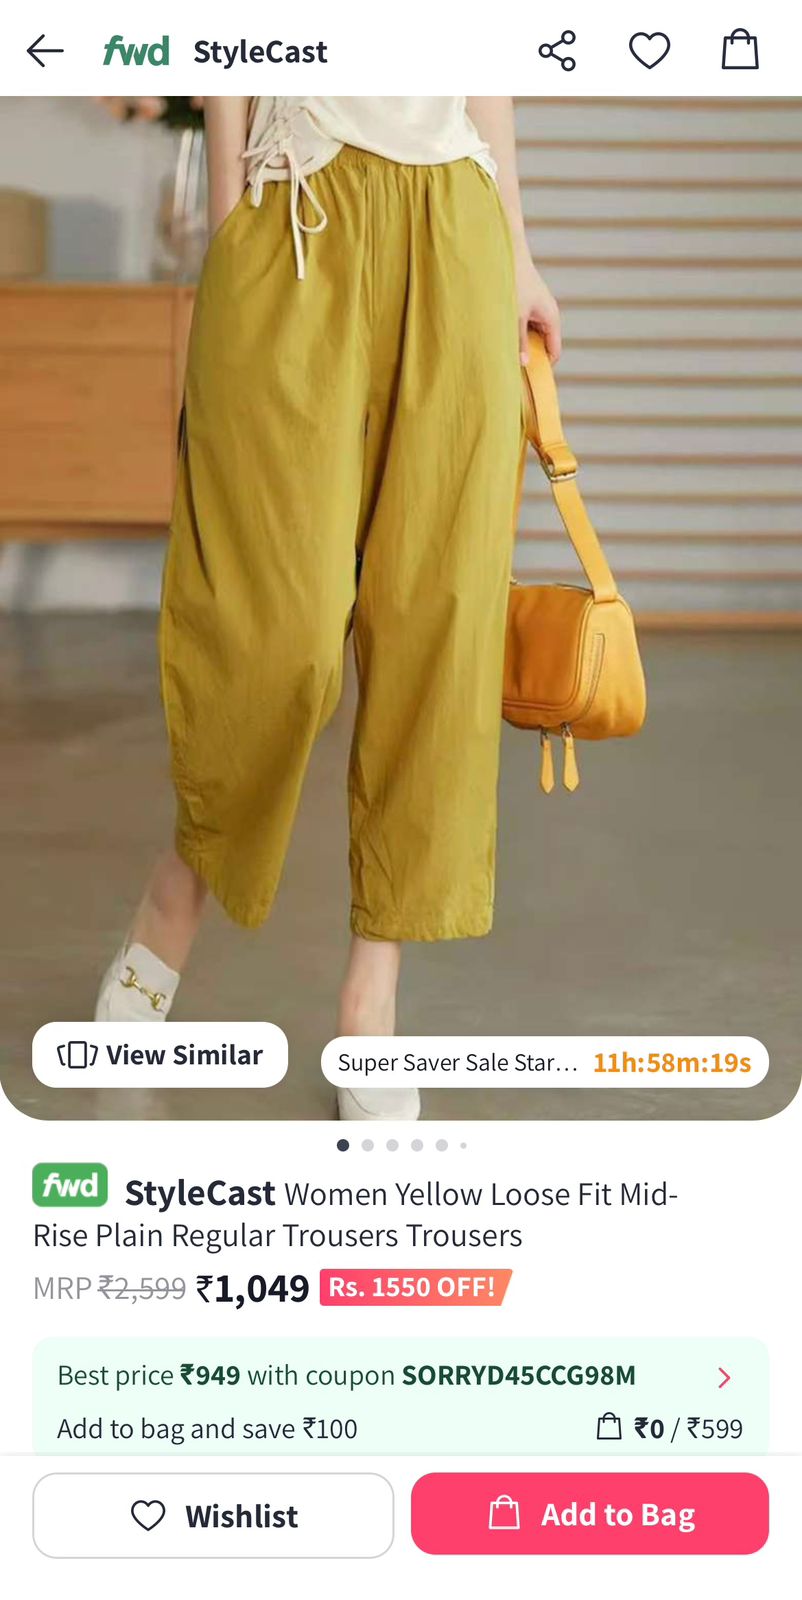 fwd StyleCast
View Similar
Super Saver Sale Star... 11h:58m:19s
fwd StyleCast Women Yellow Loose Fit Mid-
Rise Plain Regular Trousers Trousers
MRP ₹2,599 ₹1,049 Rs. 1550 OFF!
Best price ₹949 with coupon SORRYD45CCG98M
Add to bag and save ₹100 ₹0 / ₹599
Wishlist Add to Bag